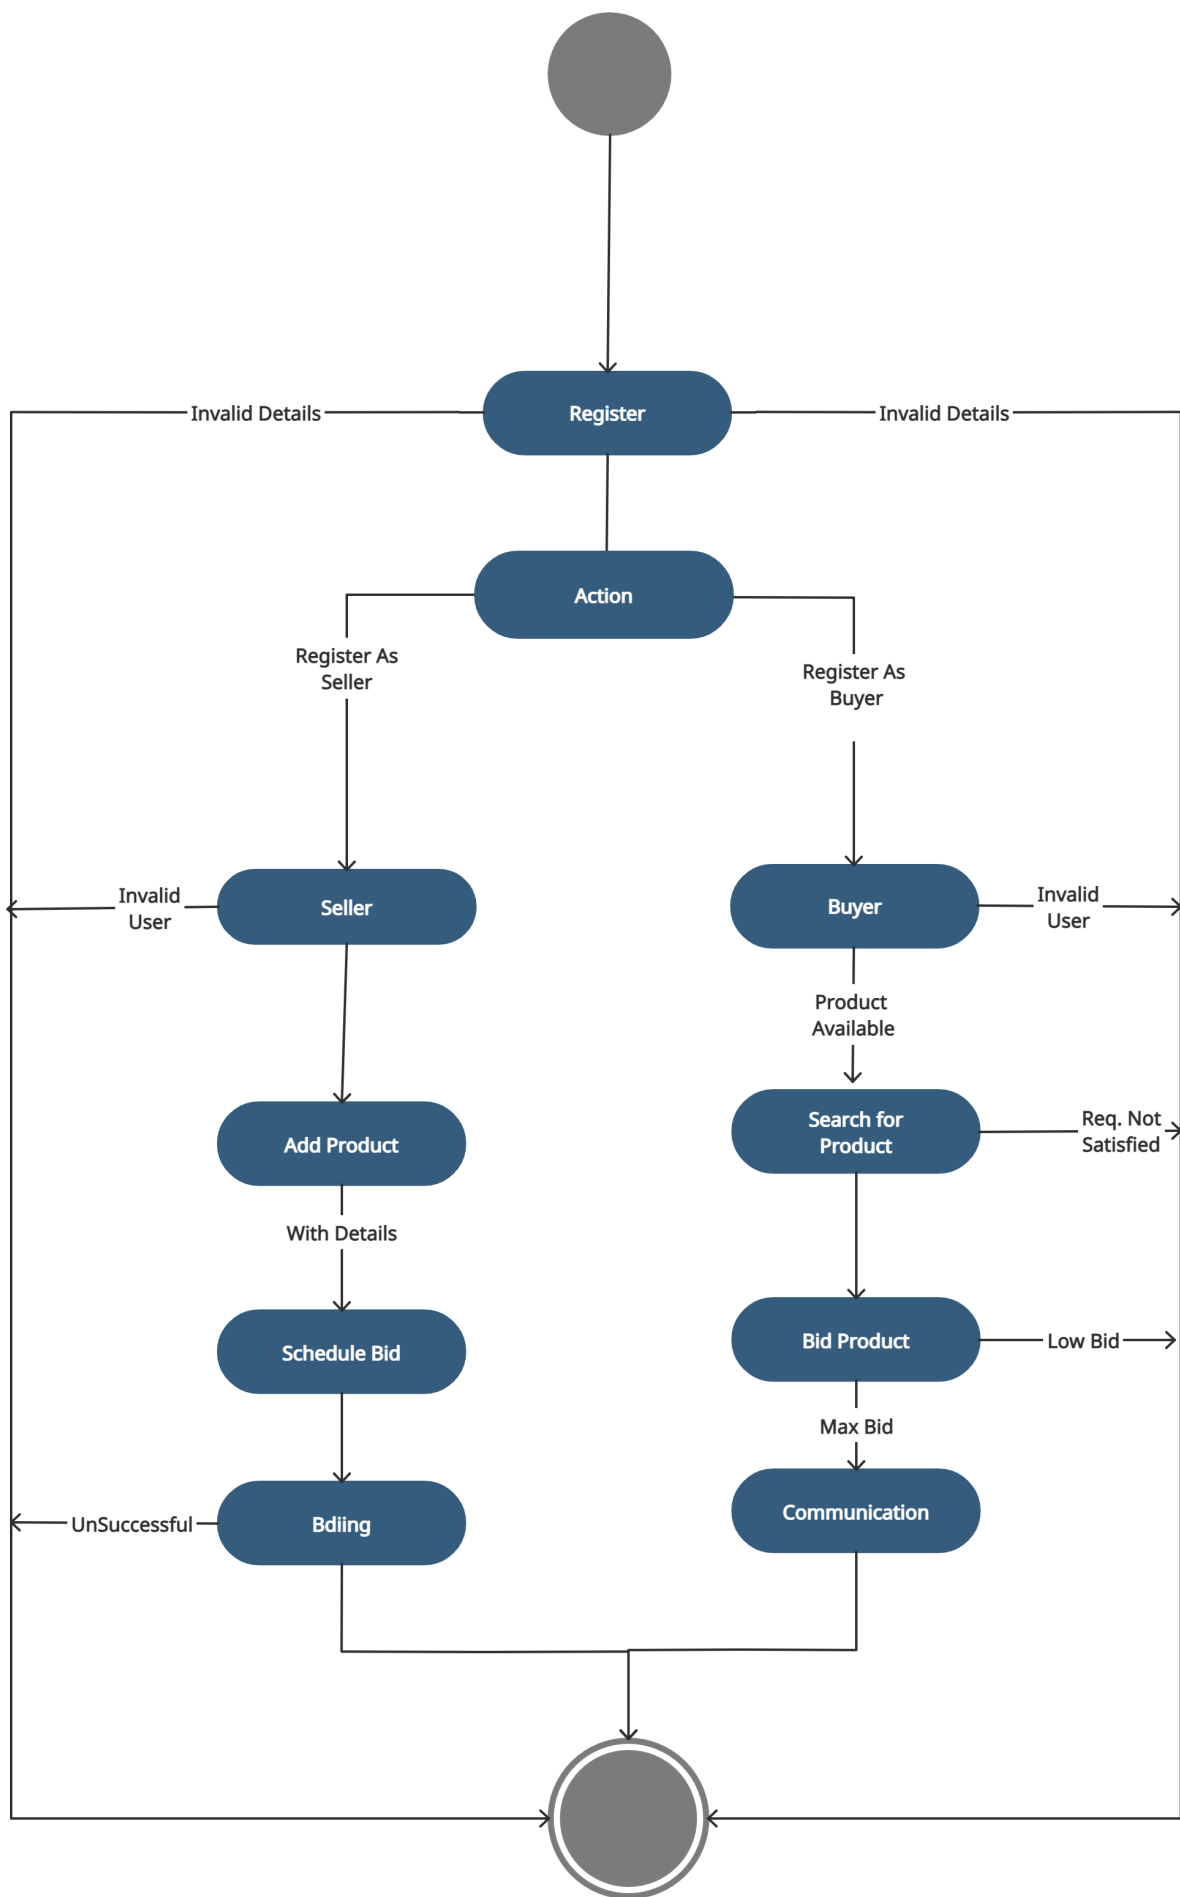 Invalid Details
Register
Invalid Details
Action
Register As
Seller
Register As
Buyer
Invalid
User
Seller
Buyer
Invalid
User
Product
Available
Add Product
Search for
Product
Req. Not
Satisfied
With Details
Schedule Bid
Bid Product
Low Bid
Max Bid
UnSuccessful
Bdiing
Communication